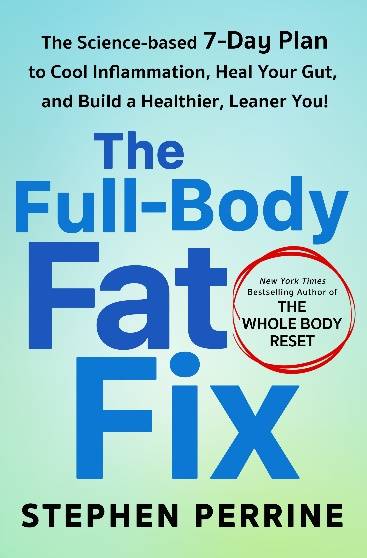 The Science-based 7-Day Plan
to Cool Inflammation, Heal Your Gut,
and Build a Healthier, Leaner You!
The
Full-Body
Fat
Fix
New York Times
Bestselling Author of
THE
WHOLE BODY
RESET
STEPHEN PERRINE